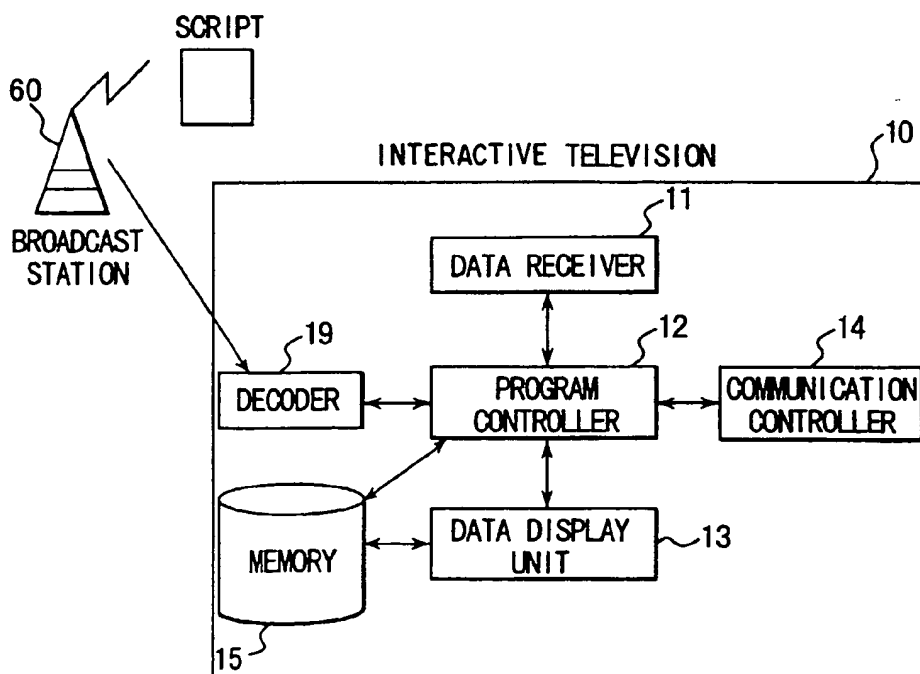 SCRIPT
60
BROADCAST
STATION
INTERACTIVE TELEVISION
10
11
DATA RECEIVER
19
DECODER
12
PROGRAM
CONTROLLER
14
COMMUNICATION
CONTROLLER
MEMORY
15
DATA DISPLAY
UNIT
13